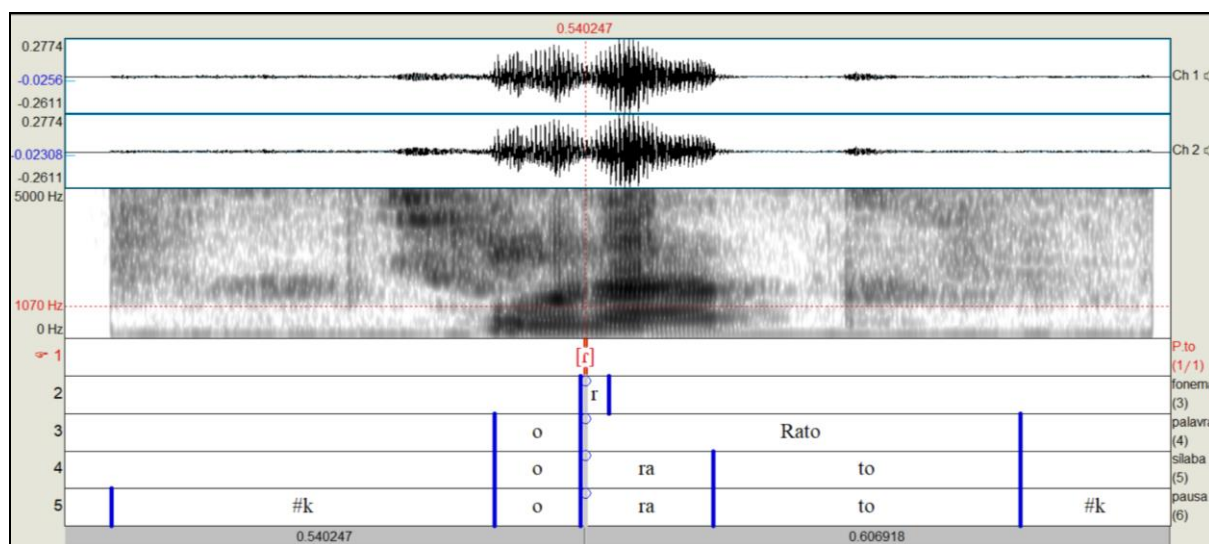 0.540247
0.2774
-0.0256
-0.2611
Ch 1
0.2774
-0.02308
-0.2611
Ch 2
5000 Hz
1070 Hz
0 Hz
1 [ɾ] P.to (1/1)
2 r fonema (3)
3 o Rato palavra (4)
4 o ra to sílaba (5)
5 #k o ra to #k pausa (6)
0.540247 0.606918